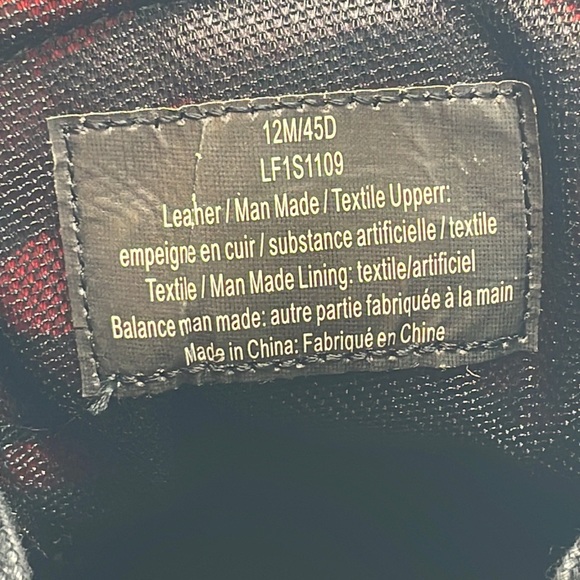 12M/45D
LF1S1109
Leather / Man Made / Textile Upperr:
empeigne en cuir / substance artificielle / textile
Textile / Man Made Lining: textile/artificiel
Balance man made: autre partie fabriquée à la main
Made in China: Fabriqué en Chine